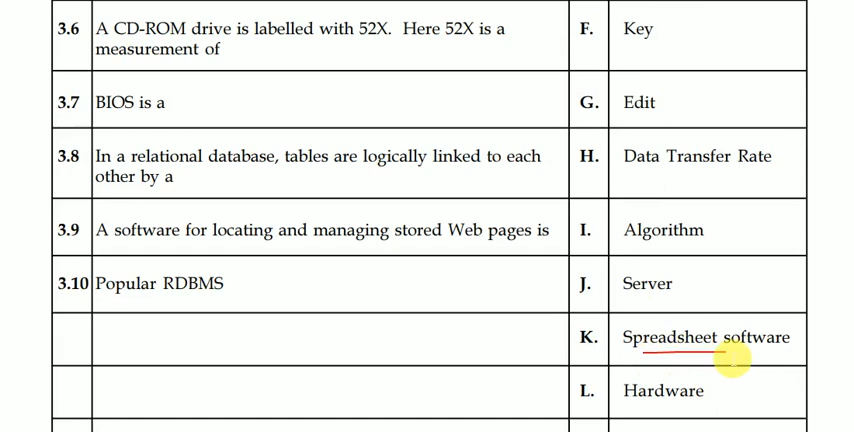 3.6 A CD-ROM drive is labelled with 52X. Here 52X is a F. Key
measurement of
3.7 BIOS is a G. Edit
3.8 In a relational database, tables are logically linked to each H. Data Transfer Rate
other by a
3.9 A software for locating and managing stored Web pages is I. Algorithm
3.10 Popular RDBMS J. Server
K. Spreadsheet software
L. Hardware